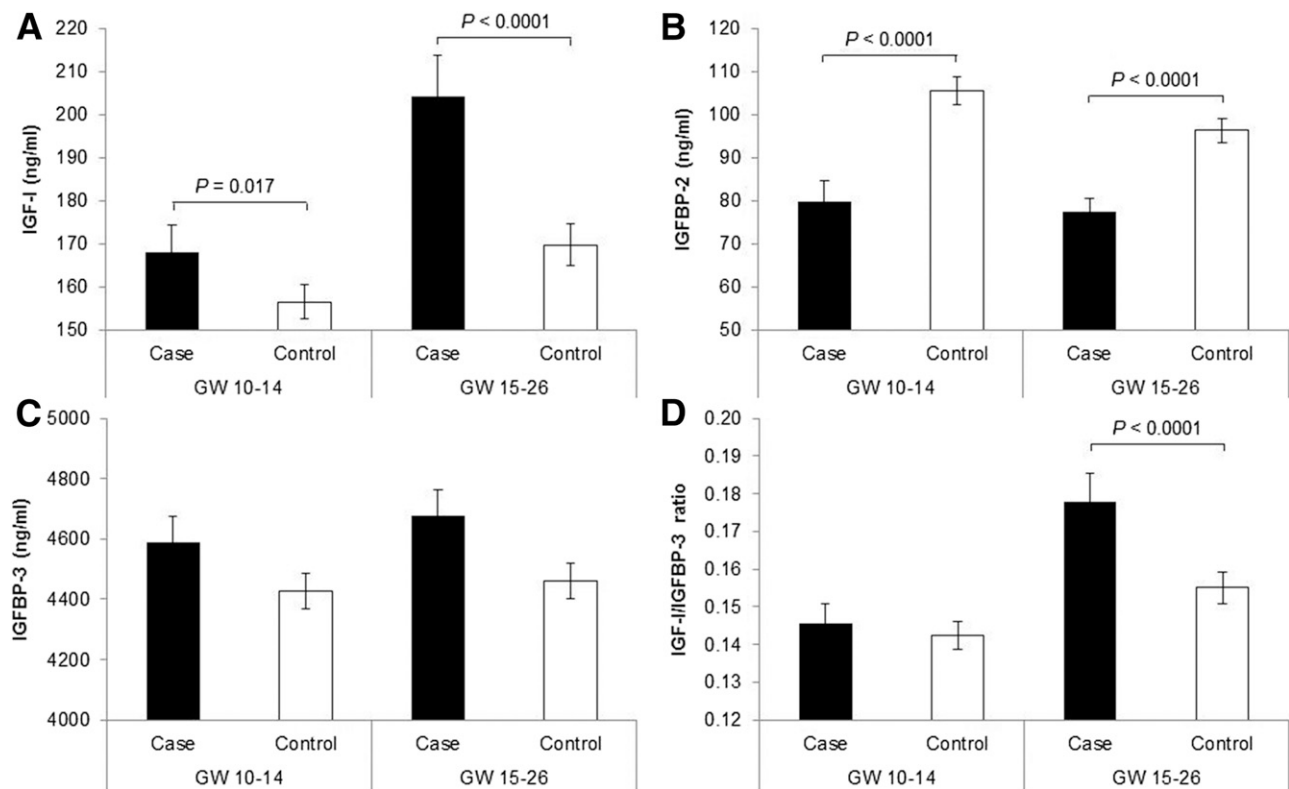 A
P < 0.0001
P = 0.017
IGF-I (ng/ml)
220
210
200
190
180
170
160
150
Case Control Case Control
GW 10-14 GW 15-26
B
P < 0.0001
P < 0.0001
IGFBP-2 (ng/ml)
120
110
100
90
80
70
60
50
Case Control Case Control
GW 10-14 GW 15-26
C
IGFBP-3 (ng/ml)
5000
4800
4600
4400
4200
4000
Case Control Case Control
GW 10-14 GW 15-26
D
P < 0.0001
IGF-I/IGFBP-3 ratio
0.20
0.19
0.18
0.17
0.16
0.15
0.14
0.13
0.12
Case Control Case Control
GW 10-14 GW 15-26